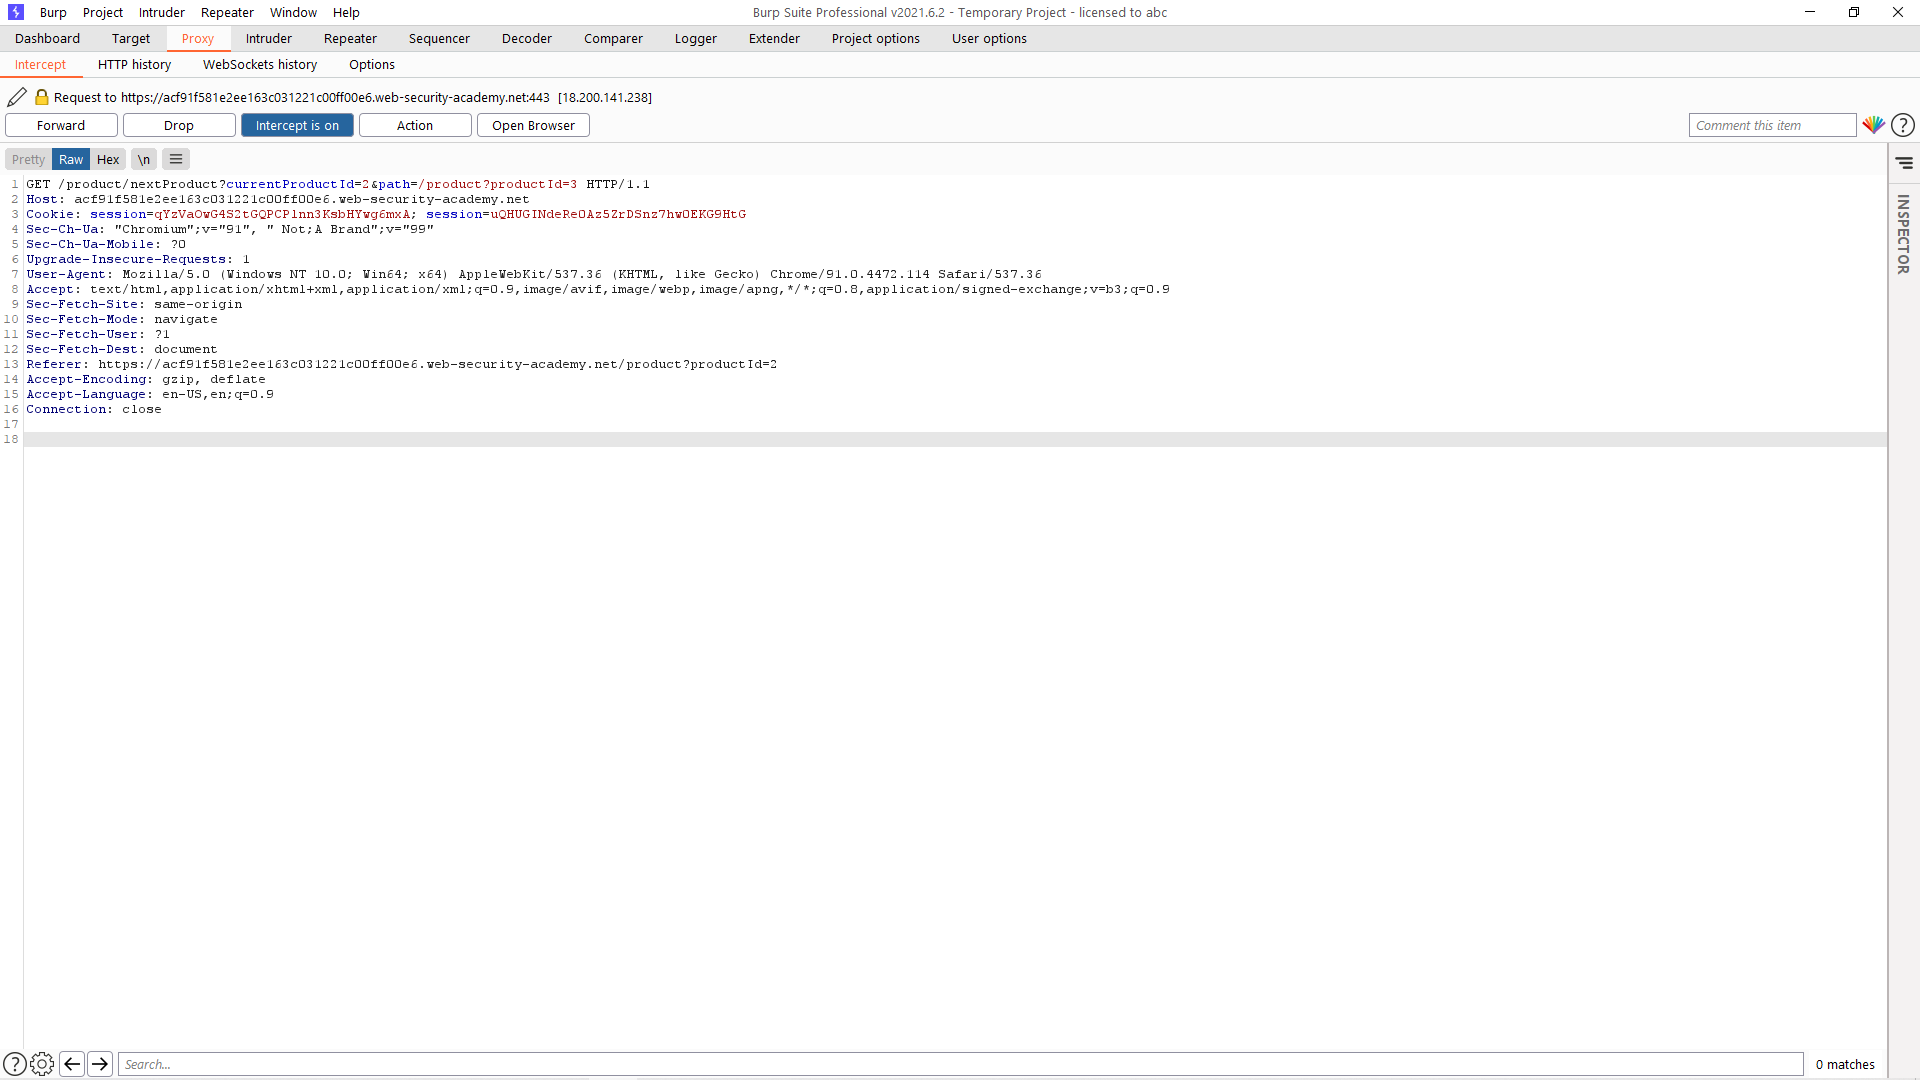 Burp Project Intruder Repeater Window Help Burp Suite Professional v2021.6.2 - Temporary Project - licensed to abc
Dashboard Target Proxy Intruder Repeater Sequencer Decoder Comparer Logger Extender Project options User options
Intercept HTTP history WebSockets history Options
Request to https://acf91f581e2ee163c031221c00ff00e6.web-security-academy.net:443 [18.200.141.238]
Forward Drop Intercept is on Action Open Browser Comment this item ?
Pretty Raw Hex \n
INSPECTOR
1 GET /product/nextProduct?currentProductId=2&path=/product?productId=3 HTTP/1.1
2 Host: acf91f581e2ee163c031221c00ff00e6.web-security-academy.net
3 Cookie: session=qYzVaOwG4S2tGQPCPlnn3KsbHYwg6mxA; session=uQHUGINdeRe0Az5ZrDSnz7hw0EKG9HtG
4 Sec-Ch-Ua: "Chromium";v="91", " Not;A Brand";v="99"
5 Sec-Ch-Ua-Mobile: ?0
6 Upgrade-Insecure-Requests: 1
7 User-Agent: Mozilla/5.0 (Windows NT 10.0; Win64; x64) AppleWebKit/537.36 (KHTML, like Gecko) Chrome/91.0.4472.114 Safari/537.36
8 Accept: text/html,application/xhtml+xml,application/xml;q=0.9,image/avif,image/webp,image/apng,*/*;q=0.8,application/signed-exchange;v=b3;q=0.9
9 Sec-Fetch-Site: same-origin
10 Sec-Fetch-Mode: navigate
11 Sec-Fetch-User: ?1
12 Sec-Fetch-Dest: document
13 Referer: https://acf91f581e2ee163c031221c00ff00e6.web-security-academy.net/product?productId=2
14 Accept-Encoding: gzip, deflate
15 Accept-Language: en-US,en;q=0.9
16 Connection: close
17
18
? Search... 0 matches